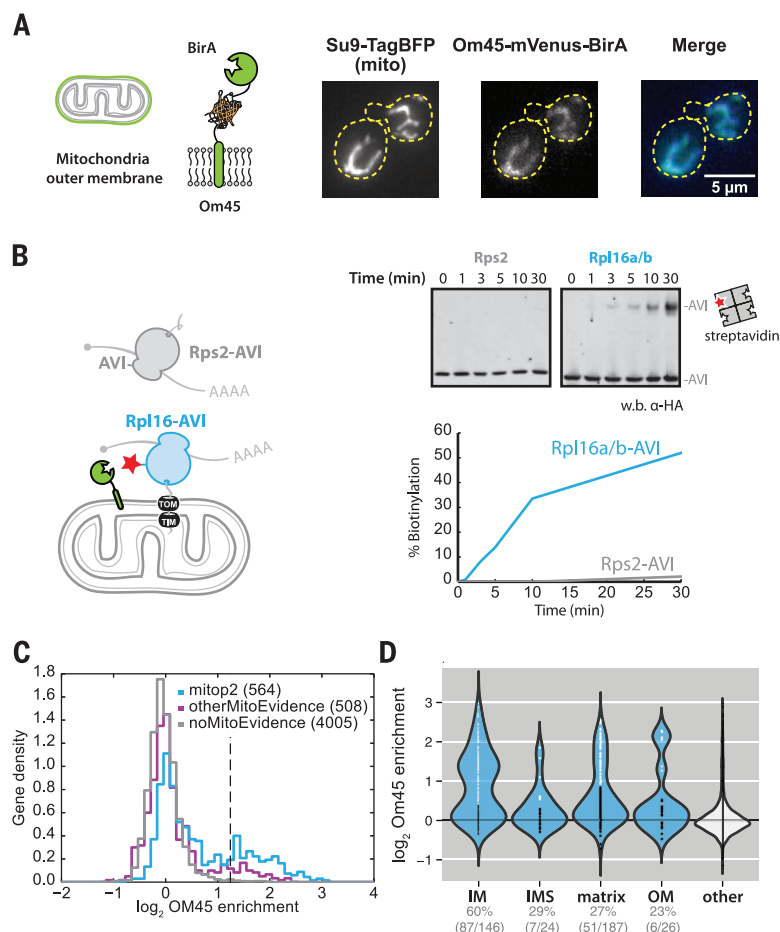 A
BirA
Mitochondria
outer membrane
Om45
Su9-TagBFP
(mito)
Om45-mVenus-BirA
Merge
5 µm
B
AVI
Rps2-AVI
AAAA
Rpl16-AVI
AAAA
TOM
TIM
Rps2
Rpl16a/b
Time (min) 0 1 3 5 10 30 0 1 3 5 10 30
-AVI
streptavidin
-AVI
w.b. α-HA
% Biotinylation
60
50
40
30
20
10
0
Rpl16a/b-AVI
Rps2-AVI
0 5 10 15 20 25 30
Time (min)
C
Gene density
1.8
1.6
1.4
1.2
1.0
0.8
0.6
0.4
0.2
0.0
mitop2 (564)
otherMitoEvidence (508)
noMitoEvidence (4005)
−2 −1 0 1 2 3 4
log2 OM45 enrichment
D
log2 Om45 enrichment
3
2
1
0
−1
IM IMS matrix OM other
60% 29% 27% 23%
(87/146) (7/24) (51/187) (6/26)